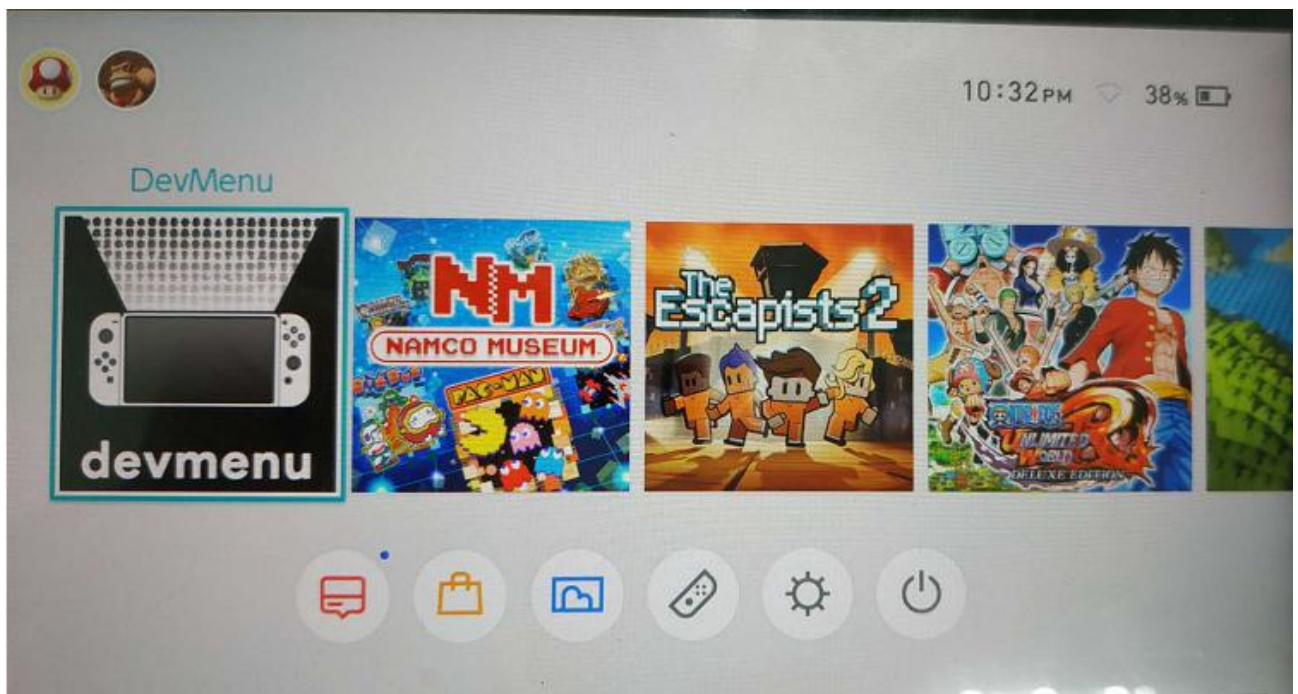 10:32PM 38%
DevMenu
devmenu
NM
NAMCO MUSEUM
PAC-MAN
The
Escapists 2
ONE PIECE
UNLIMITED
WORLD
RED
DELUXE EDITION